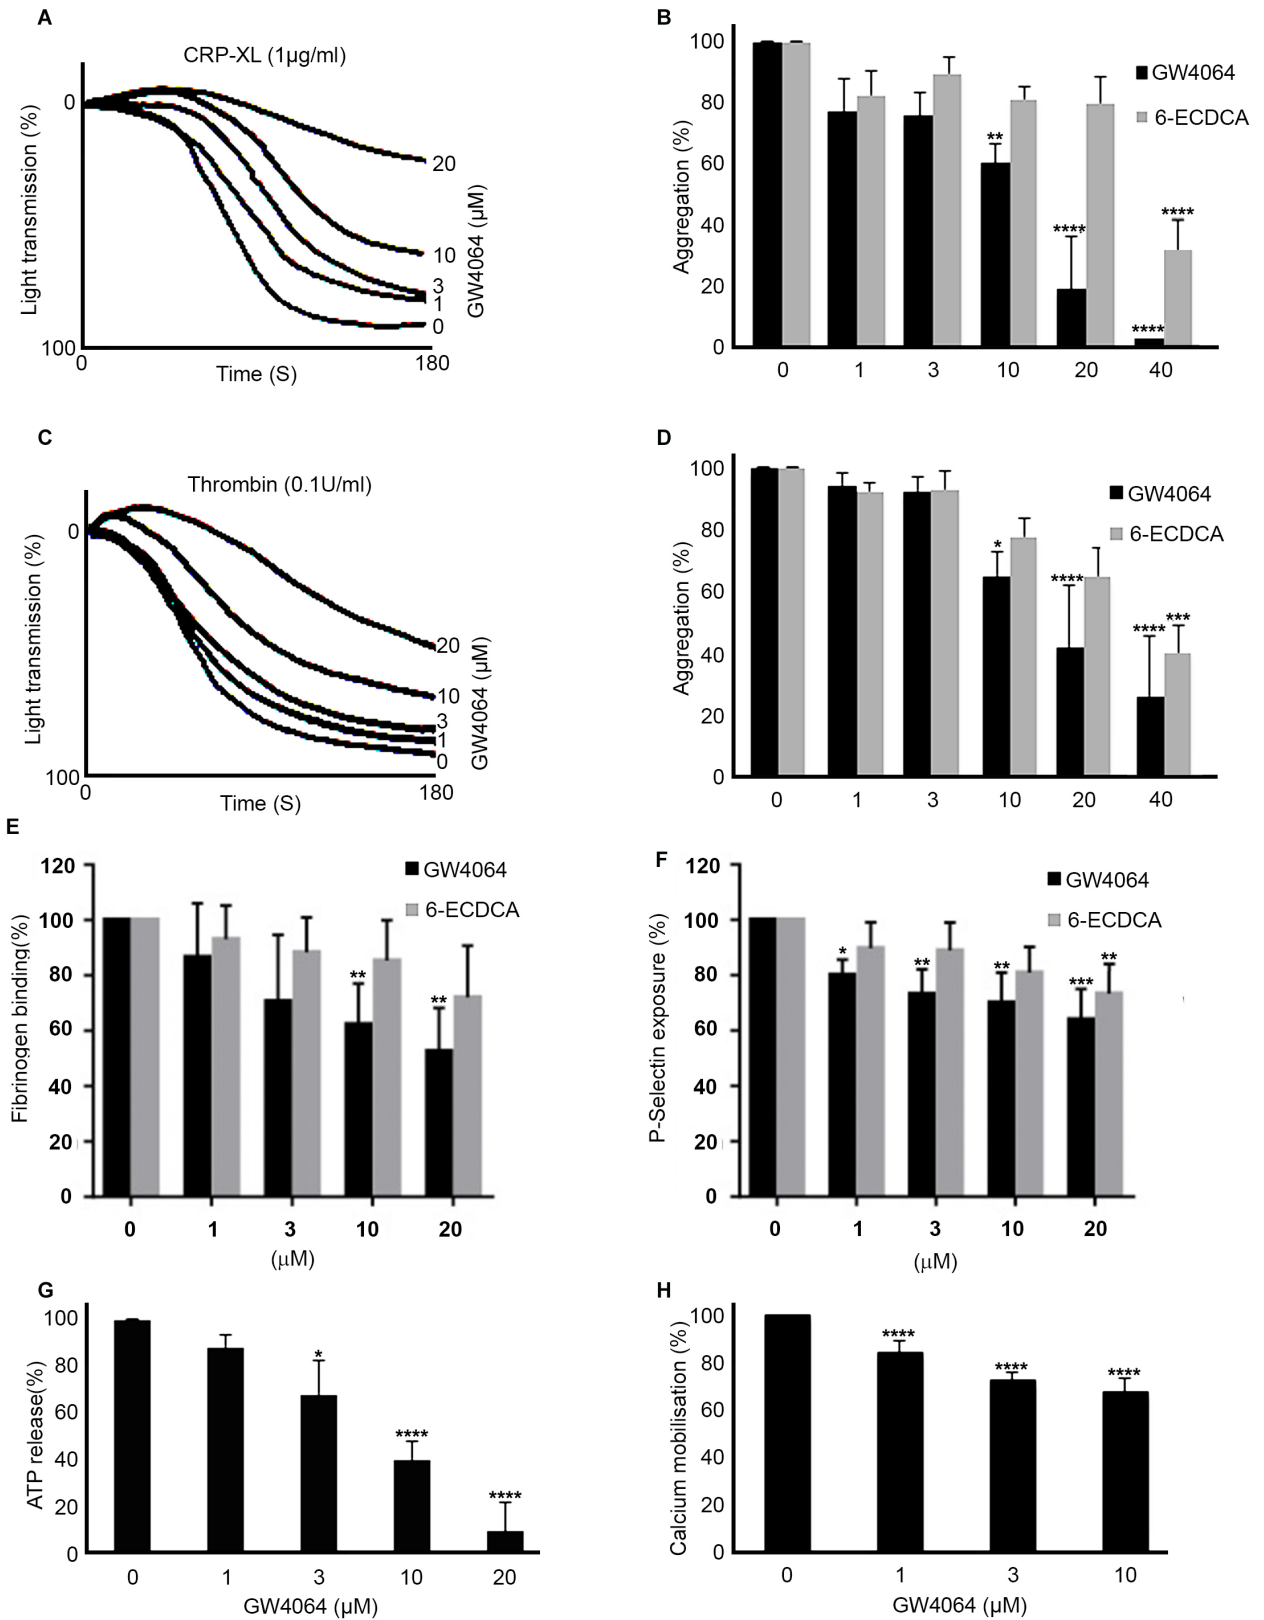 A
CRP-XL (1µg/ml)
Light transmission (%)
0
100
0
180
Time (S)
20
10
3
1
0
GW4064 (µM)
B
Aggregation (%)
100
80
60
40
20
0
GW4064
6-ECDCA
**
****
****
****
0 1 3 10 20 40
C
Thrombin (0.1U/ml)
Light transmission (%)
0
100
0
180
Time (S)
20
10
3
1
0
GW4064 (µM)
D
Aggregation (%)
100
80
60
40
20
0
GW4064
6-ECDCA
*
****
****
***
0 1 3 10 20 40
E
Fibrinogen binding(%)
120
100
80
60
40
20
0
GW4064
6-ECDCA
**
**
0 1 3 10 20
(µM)
F
P-Selectin exposure (%)
120
100
80
60
40
20
0
GW4064
6-ECDCA
*
**
**
***
**
0 1 3 10 20
(µM)
G
ATP release(%)
100
80
60
40
20
0
*
****
****
0 1 3 10 20
GW4064 (µM)
H
Calcium mobilisation (%)
100
80
60
40
20
0
****
****
****
0 1 3 10
GW4064 (µM)